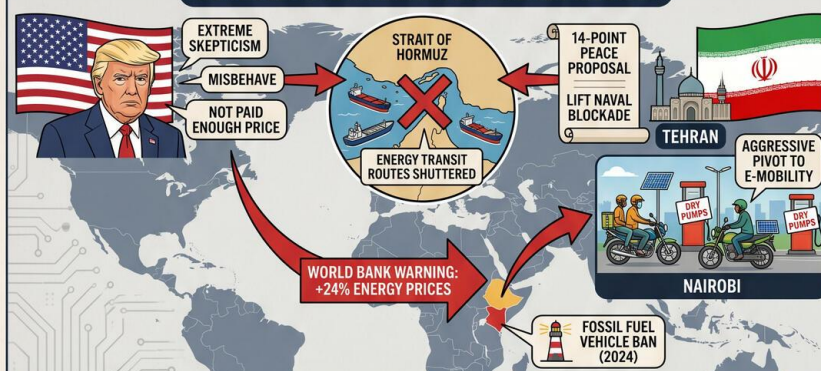 EXTREME
SKEPTICISM
MISBEHAVE
NOT PAID
ENOUGH PRICE
STRAIT OF
HORMUZ
ENERGY TRANSIT
ROUTES SHUTTERED
14-POINT
PEACE
PROPOSAL
LIFT NAVAL
BLOCKADE
TEHRAN
AGGRESSIVE
PIVOT TO
E-MOBILITY
DRY
PUMPS
DRY
PUMPS
NAIROBI
WORLD BANK WARNING:
+24% ENERGY PRICES
FOSSIL FUEL
VEHICLE BAN
(2024)